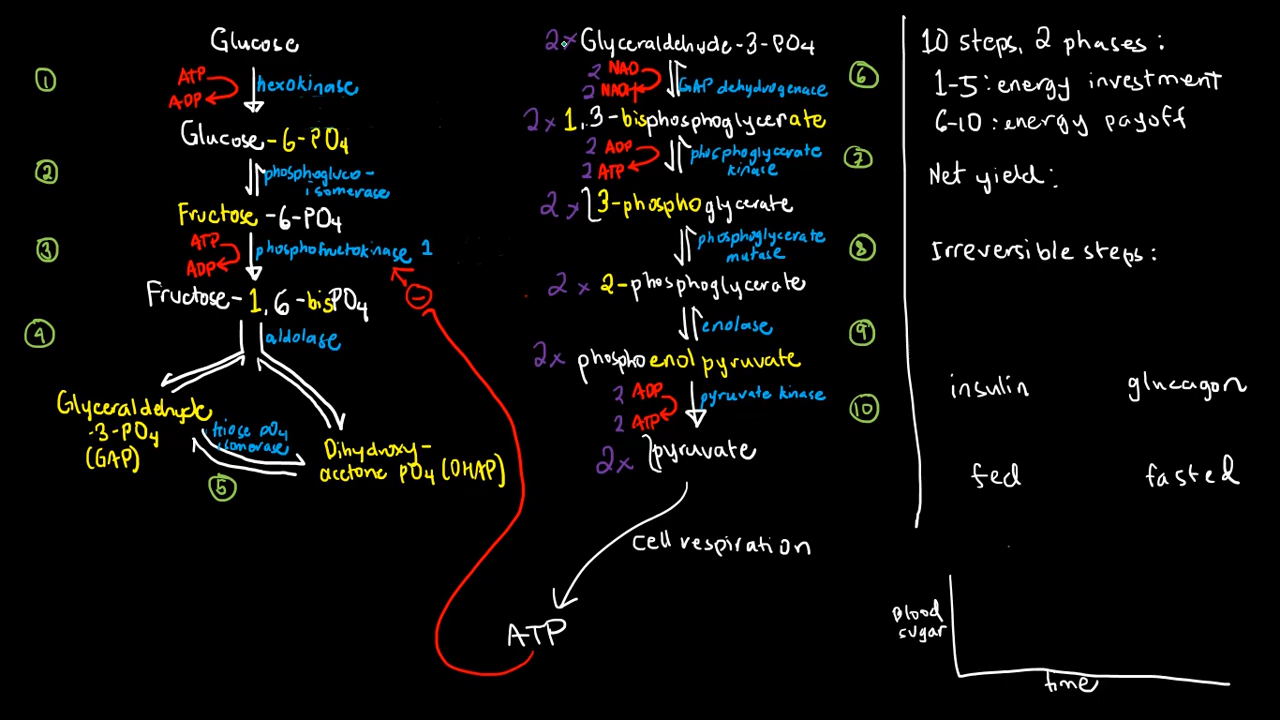 Glucose
①
ATP
ADP
hexokinase
Glucose-6-PO4
②
phosphogluco-
isomerase
Fructose-6-PO4
③
ATP
ADP
phosphofructokinase 1
Fructose-1,6-bisPO4
④
aldolase
Glyceraldehyde
-3-PO4
(GAP)
triose PO4
isomerase
⑤
Dihydroxy-
acetone PO4 (DHAP)
2x Glyceraldehyde-3-PO4
2 NAD
2 NADH
GAP dehydrogenace
⑥
2x 1,3-bisphosphoglycerate
2 ADP
2 ATP
phosphoglycerate
kinase
⑦
2x 3-phosphoglycerate
phosphoglycerate
mutase
⑧
2x 2-phosphoglycerate
enolase
⑨
2x phosphoenol pyruvate
2 ADP
2 ATP
pyruvate kinase
⑩
2x pyruvate
cell respiration
ATP
−
10 steps, 2 phases:
1-5: energy investment
6-10: energy payoff
Net yield:
Irreversible steps:
insulin glucagon
fed fasted
Blood
sugar
time